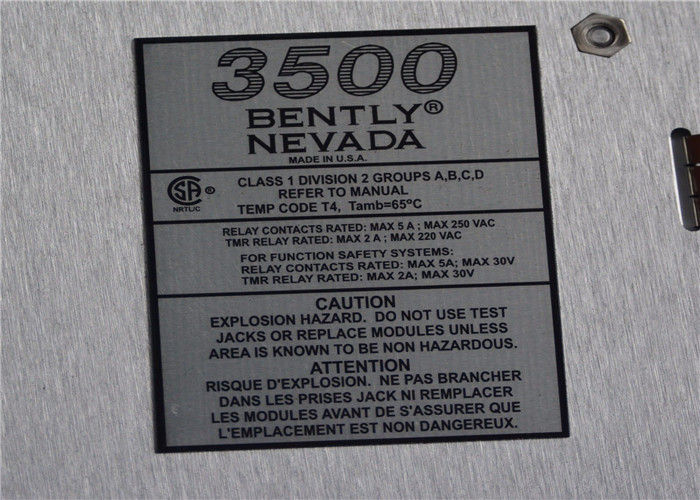 3500
BENTLY®
NEVADA
MADE IN U.S.A.
CLASS 1 DIVISION 2 GROUPS A,B,C,D
REFER TO MANUAL
TEMP CODE T4, Tamb=65°C
SA ®
NRTL/C
RELAY CONTACTS RATED: MAX 5 A ; MAX 250 VAC
TMR RELAY RATED: MAX 2 A ; MAX 220 VAC
FOR FUNCTION SAFETY SYSTEMS:
RELAY CONTACTS RATED: MAX 5A; MAX 30V
TMR RELAY RATED: MAX 2A; MAX 30V
CAUTION
EXPLOSION HAZARD. DO NOT USE TEST
JACKS OR REPLACE MODULES UNLESS
AREA IS KNOWN TO BE NON HAZARDOUS.
ATTENTION
RISQUE D'EXPLOSION. NE PAS BRANCHER
DANS LES PRISES JACK NI REMPLACER
LES MODULES AVANT DE S'ASSURER QUE
L'EMPLACEMENT EST NON DANGEREUX.